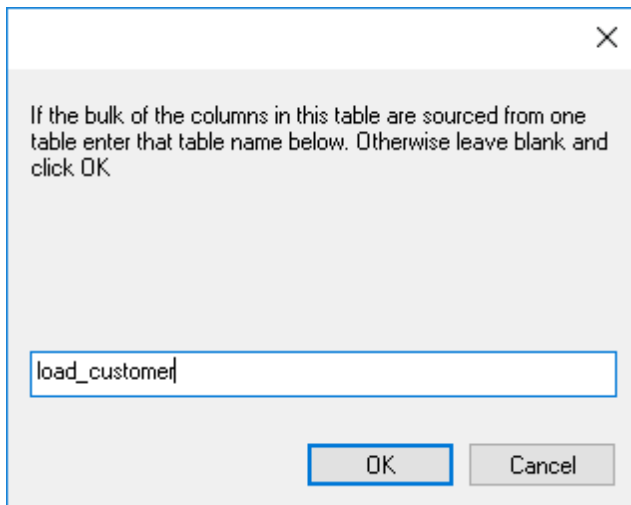 If the bulk of the columns in this table are sourced from one
table enter that table name below. Otherwise leave blank and
click OK
load_customer
OK
Cancel